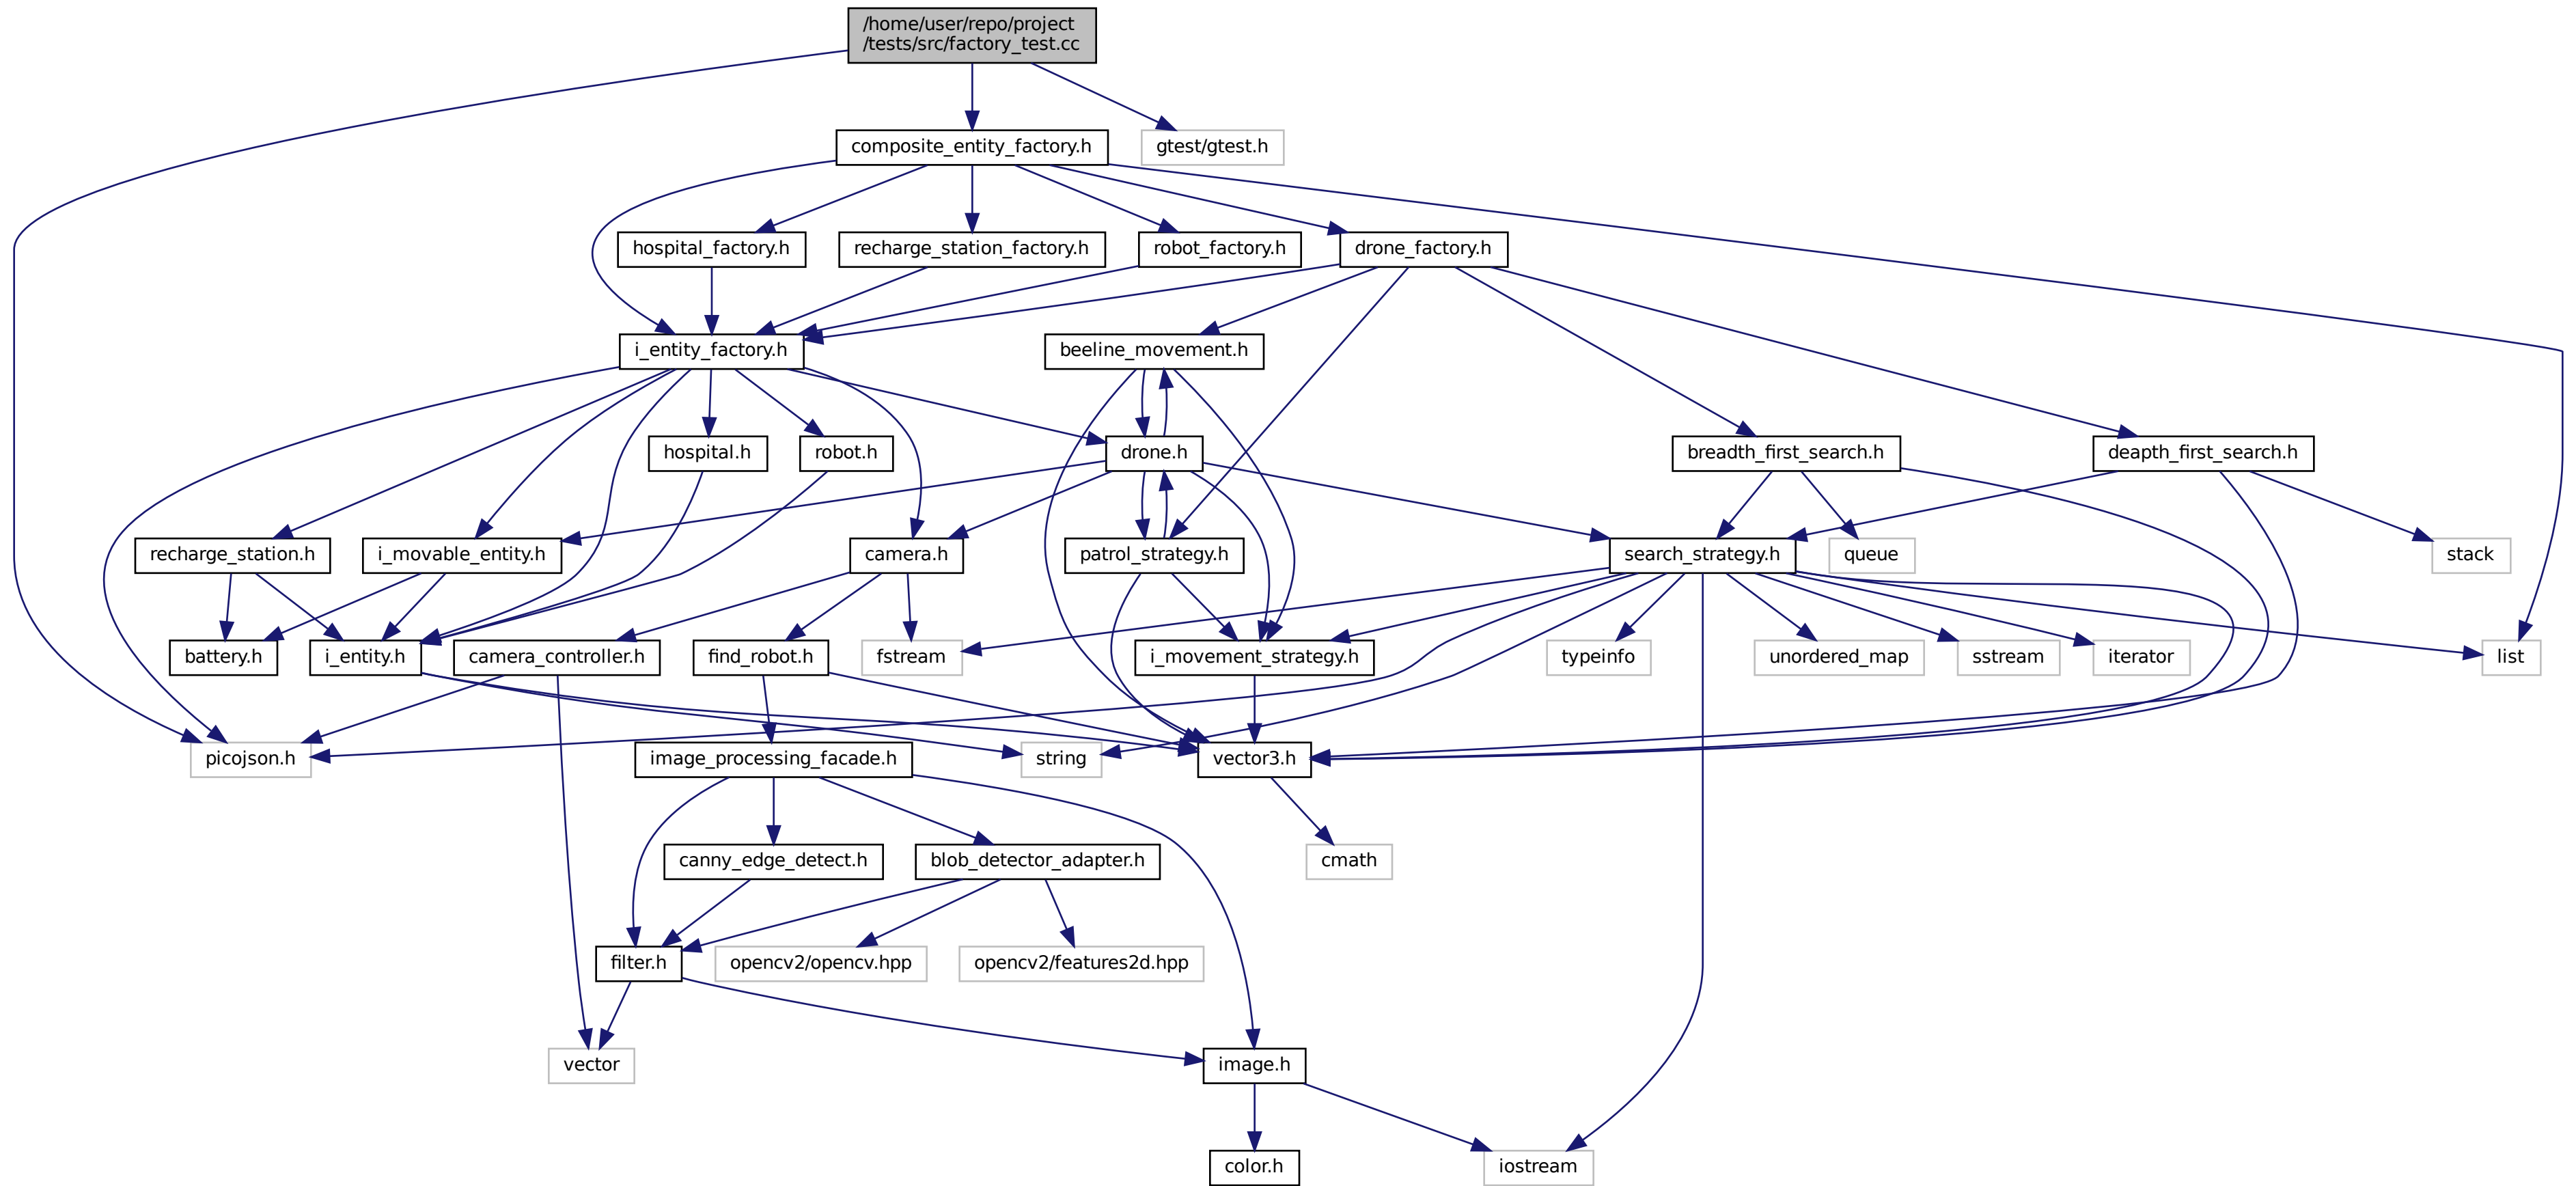 /home/user/repo/project
/tests/src/factory_test.cc
composite_entity_factory.h
gtest/gtest.h
hospital_factory.h
recharge_station_factory.h
robot_factory.h
drone_factory.h
i_entity_factory.h
beeline_movement.h
hospital.h
robot.h
drone.h
breadth_first_search.h
deapth_first_search.h
recharge_station.h
i_movable_entity.h
camera.h
patrol_strategy.h
search_strategy.h
queue
stack
battery.h
i_entity.h
camera_controller.h
find_robot.h
fstream
i_movement_strategy.h
typeinfo
unordered_map
sstream
iterator
list
picojson.h
image_processing_facade.h
string
vector3.h
canny_edge_detect.h
blob_detector_adapter.h
cmath
filter.h
opencv2/opencv.hpp
opencv2/features2d.hpp
vector
image.h
color.h
iostream